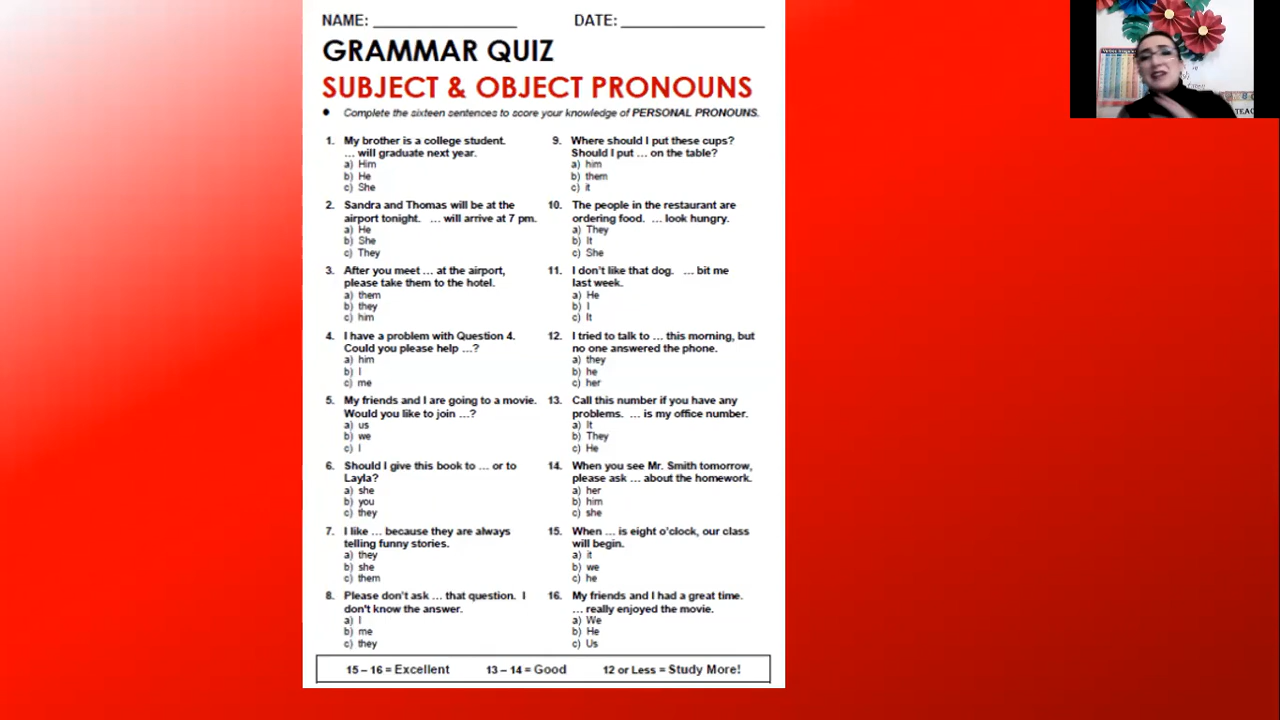 NAME: ________________ DATE: ________________
GRAMMAR QUIZ
SUBJECT & OBJECT PRONOUNS
● Complete the sixteen sentences to score your knowledge of PERSONAL PRONOUNS.
1. My brother is a college student.
… will graduate next year.
a) Him
b) He
c) She
2. Sandra and Thomas will be at the
airport tonight. … will arrive at 7 pm.
a) He
b) She
c) They
3. After you meet … at the airport,
please take them to the hotel.
a) them
b) they
c) him
4. I have a problem with Question 4.
Could you please help …?
a) him
b) I
c) me
5. My friends and I are going to a movie.
Would you like to join …?
a) us
b) we
c) I
6. Should I give this book to … or to
Layla?
a) she
b) you
c) they
7. I like … because they are always
telling funny stories.
a) they
b) she
c) them
8. Please don't ask … that question. I
don't know the answer.
a) I
b) me
c) they
9. Where should I put these cups?
Should I put … on the table?
a) him
b) them
c) it
10. The people in the restaurant are
ordering food. … look hungry.
a) They
b) It
c) She
11. I don't like that dog. … bit me
last week.
a) He
b) I
c) It
12. I tried to talk to … this morning, but
no one answered the phone.
a) they
b) he
c) her
13. Call this number if you have any
problems. … is my office number.
a) It
b) They
c) He
14. When you see Mr. Smith tomorrow,
please ask … about the homework.
a) her
b) him
c) she
15. When … is eight o'clock, our class
will begin.
a) it
b) we
c) he
16. My friends and I had a great time.
… really enjoyed the movie.
a) We
b) He
c) Us
15 – 16 = Excellent 13 – 14 = Good 12 or Less = Study More!